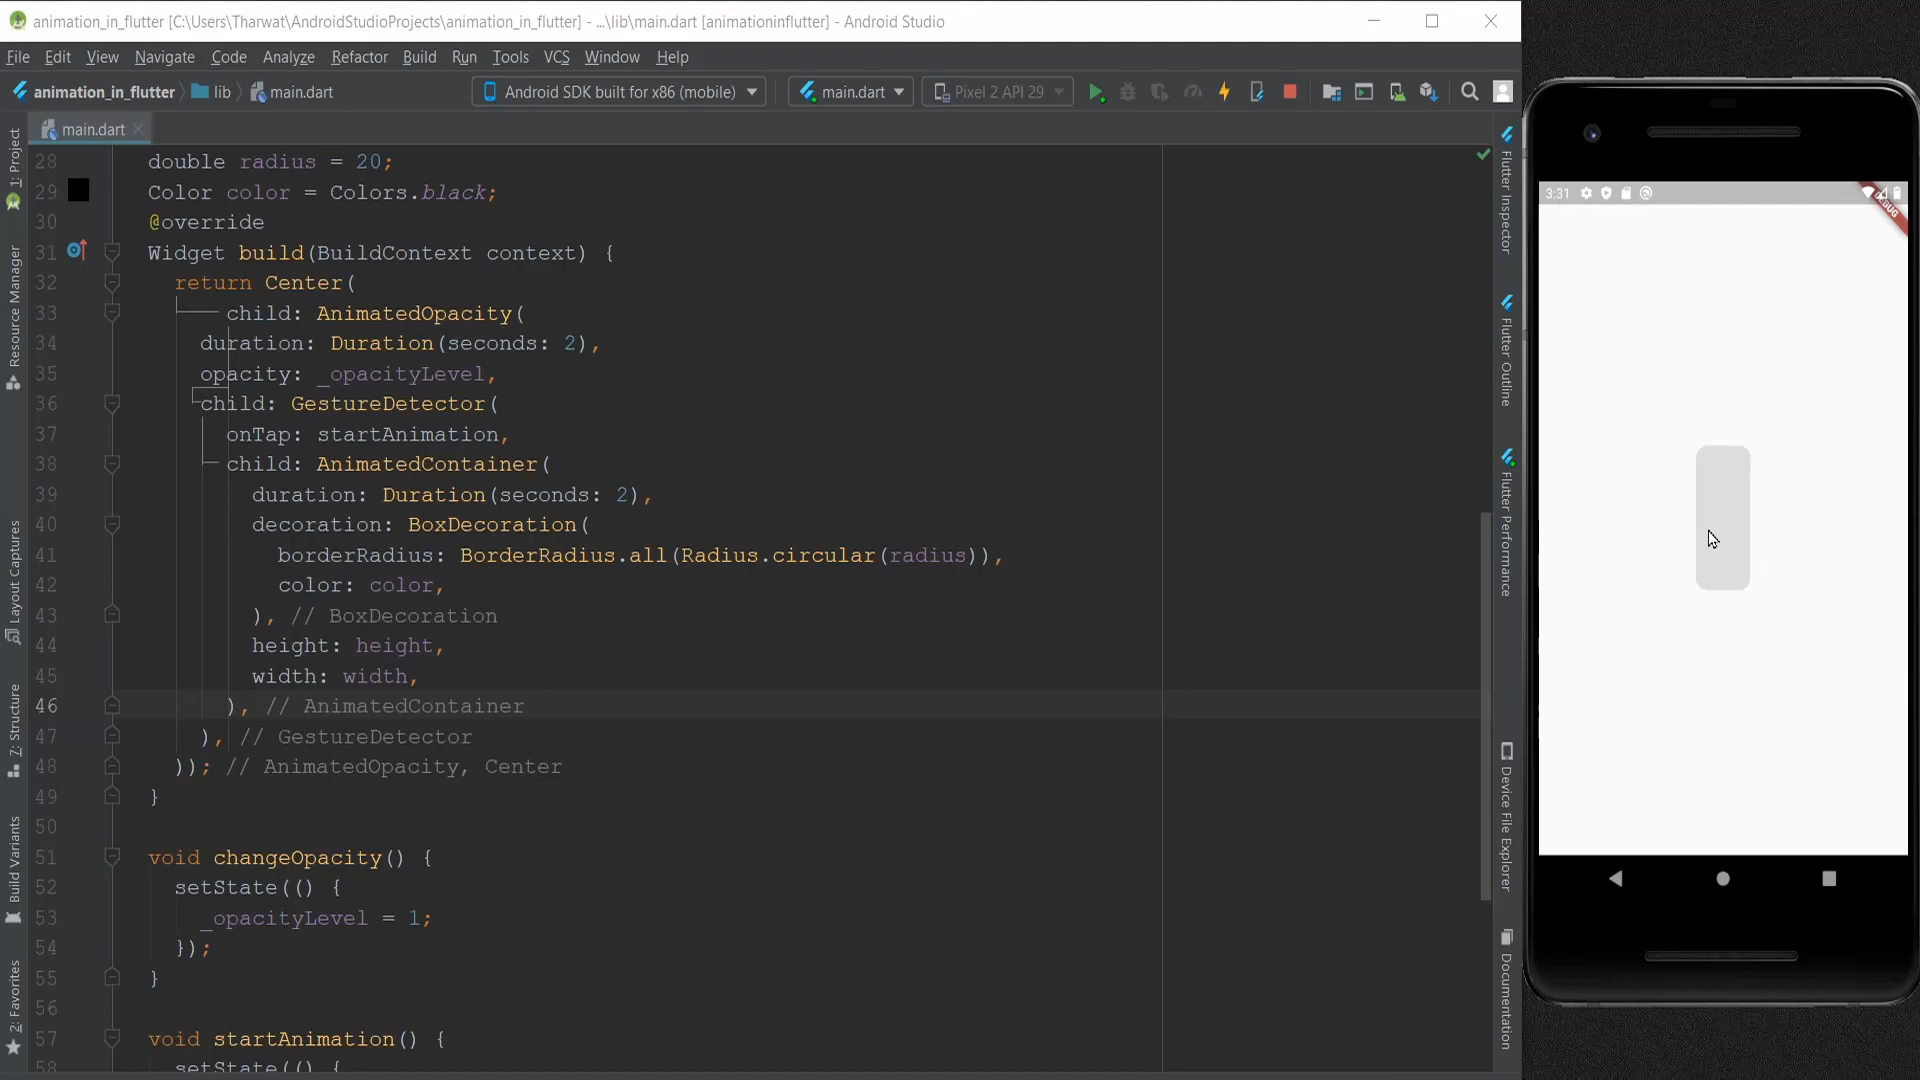 animation_in_flutter [C:\Users\Tharwat\AndroidStudioProjects\animation_in_flutter] - ...\lib\main.dart [animationinflutter] - Android Studio
File Edit View Navigate Code Analyze Refactor Build Run Tools VCS Window Help
animation_in_flutter lib main.dart Android SDK built for x86 (mobile) main.dart Pixel 2 API 29
main.dart
28 double radius = 20;
29 Color color = Colors.black;
30 @override
31 Widget build(BuildContext context) {
32 return Center(
33 child: AnimatedOpacity(
34 duration: Duration(seconds: 2),
35 opacity: _opacityLevel,
36 child: GestureDetector(
37 onTap: startAnimation,
38 child: AnimatedContainer(
39 duration: Duration(seconds: 2),
40 decoration: BoxDecoration(
41 borderRadius: BorderRadius.all(Radius.circular(radius)),
42 color: color,
43 ), // BoxDecoration
44 height: height,
45 width: width,
46 ), // AnimatedContainer
47 ), // GestureDetector
48 )); // AnimatedOpacity, Center
49 }
50
51 void changeOpacity() {
52 setState(() {
53 _opacityLevel = 1;
54 });
55 }
56
57 void startAnimation() {
58 setState(() {
1: Project
Resource Manager
Layout Captures
7: Structure
Build Variants
2: Favorites
Flutter Inspector
Flutter Outline
Flutter Performance
Device File Explorer
Documentation
3:31
DEBUG